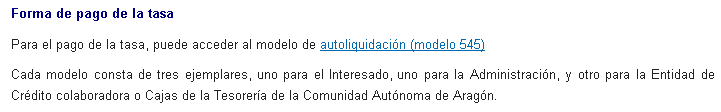 Forma de pago de la tasa
Para el pago de la tasa, puede acceder al modelo de autoliquidación (modelo 545)
Cada modelo consta de tres ejemplares, uno para el Interesado, uno para la Administración, y otro para la Entidad de
Crédito colaboradora o Cajas de la Tesorería de la Comunidad Autónoma de Aragón.